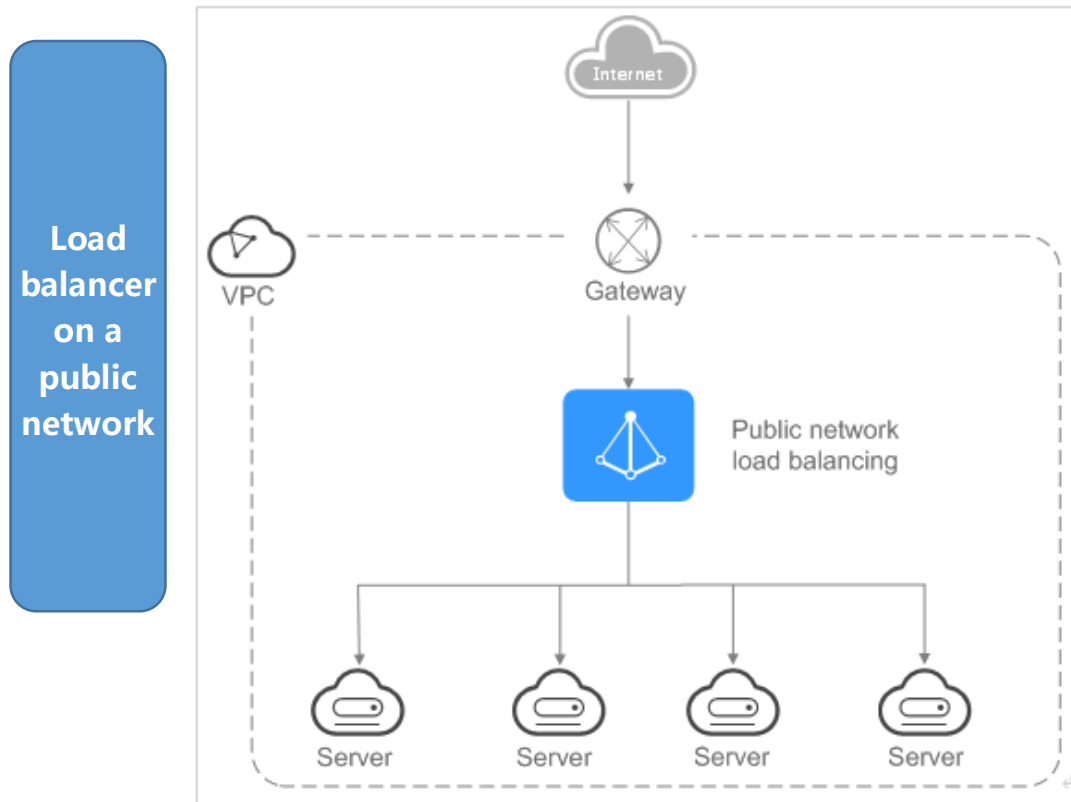 Load
balancer
on a
public
network
Internet
VPC
Gateway
Public network
load balancing
Server
Server
Server
Server